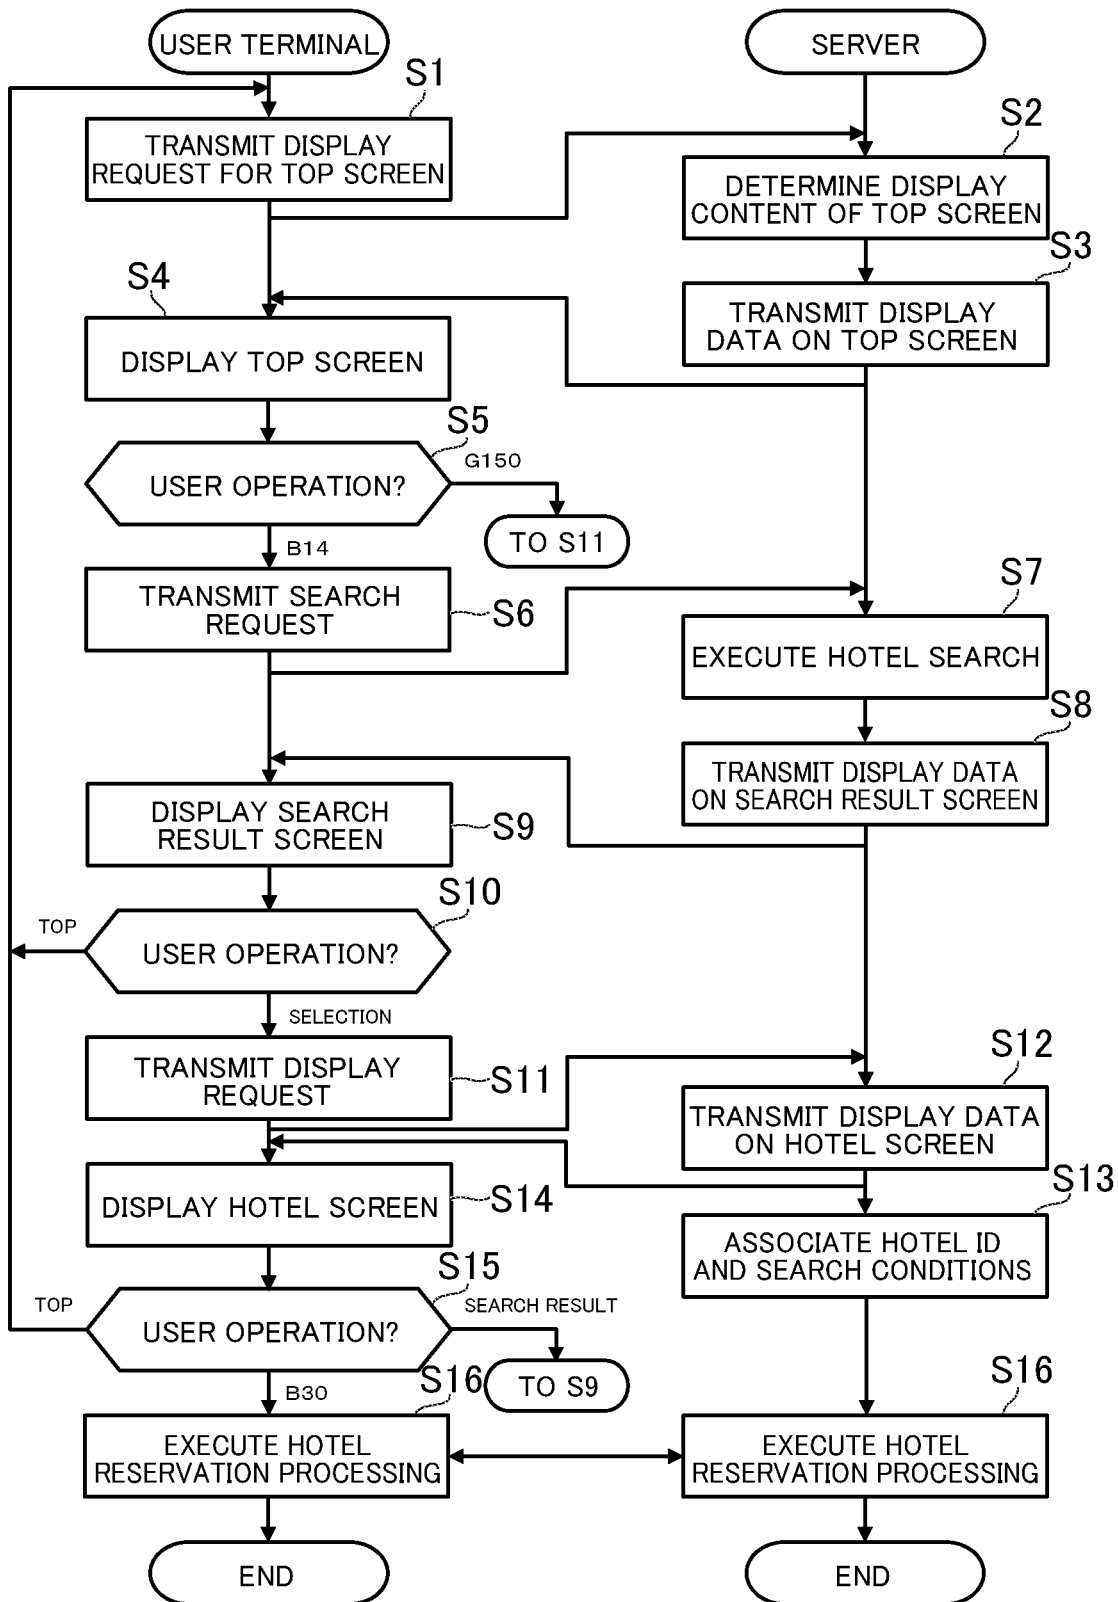 USER TERMINAL
SERVER
S1
TRANSMIT DISPLAY
REQUEST FOR TOP SCREEN
S2
DETERMINE DISPLAY
CONTENT OF TOP SCREEN
S3
TRANSMIT DISPLAY
DATA ON TOP SCREEN
S4
DISPLAY TOP SCREEN
S5
USER OPERATION?
G150
TO S11
B14
TRANSMIT SEARCH
REQUEST
S6
S7
EXECUTE HOTEL SEARCH
S8
TRANSMIT DISPLAY DATA
ON SEARCH RESULT SCREEN
DISPLAY SEARCH
RESULT SCREEN
S9
S10
TOP
USER OPERATION?
SELECTION
TRANSMIT DISPLAY
REQUEST
S11
S12
TRANSMIT DISPLAY DATA
ON HOTEL SCREEN
S13
ASSOCIATE HOTEL ID
AND SEARCH CONDITIONS
DISPLAY HOTEL SCREEN
S14
S15
TOP
USER OPERATION?
SEARCH RESULT
TO S9
B30
S16
EXECUTE HOTEL
RESERVATION PROCESSING
S16
EXECUTE HOTEL
RESERVATION PROCESSING
END
END